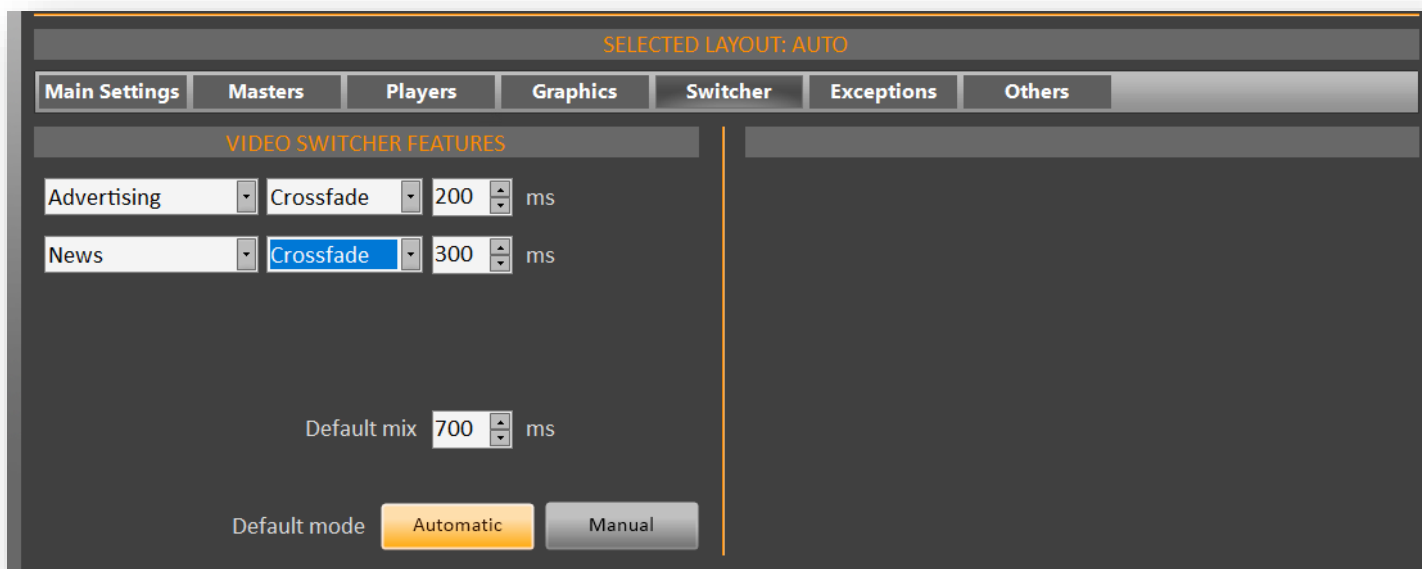 SELECTED LAYOUT: AUTO
Main Settings Masters Players Graphics Switcher Exceptions Others
VIDEO SWITCHER FEATURES
Advertising Crossfade 200 ms
News Crossfade 300 ms
Default mix 700 ms
Default mode Automatic Manual